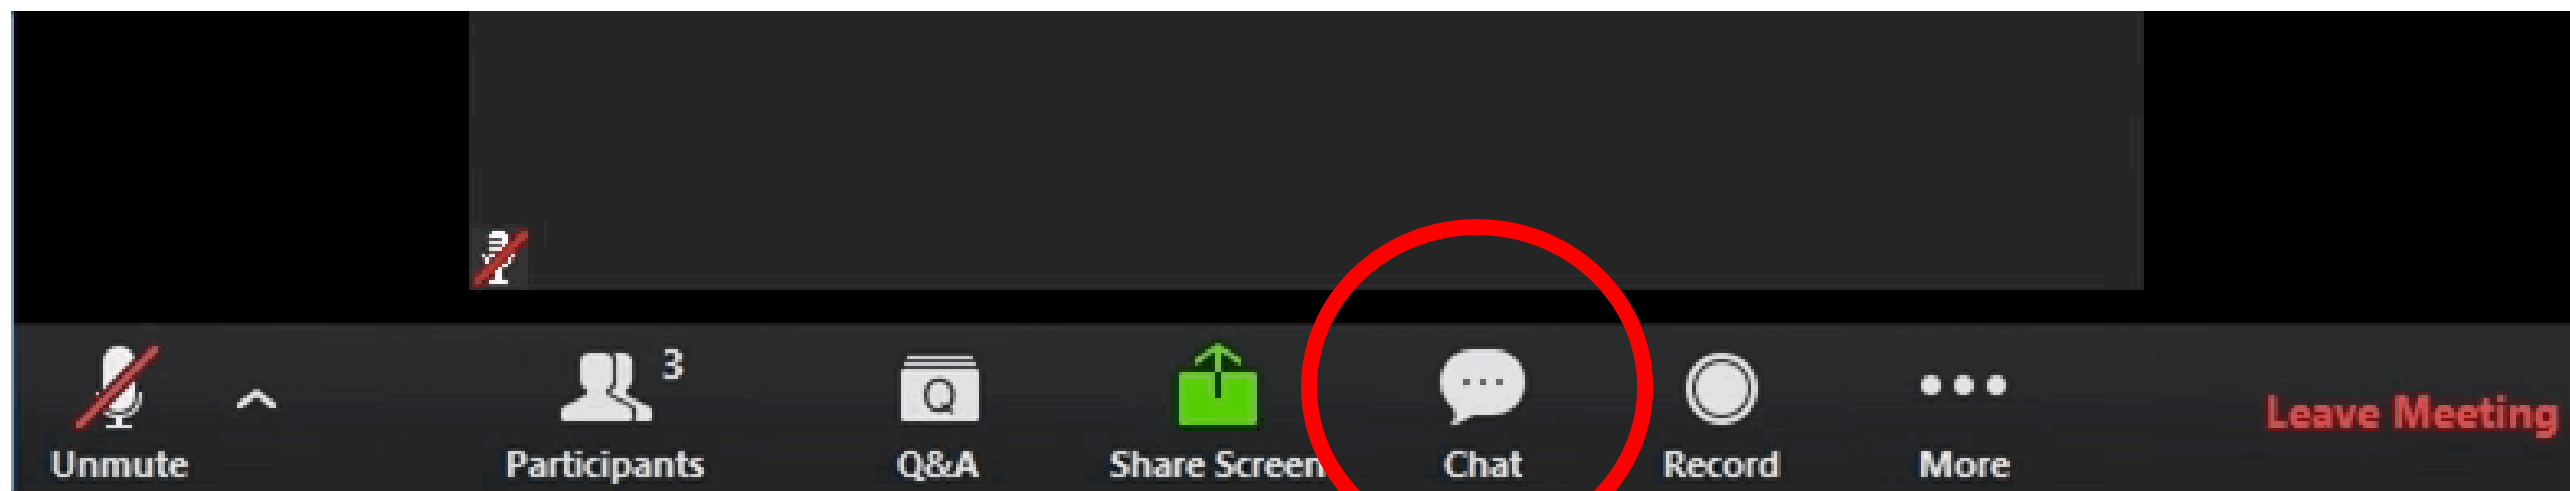 Unmute
Participants 3
Q
Q&A
Share Screen
Chat
Record
More
Leave Meeting